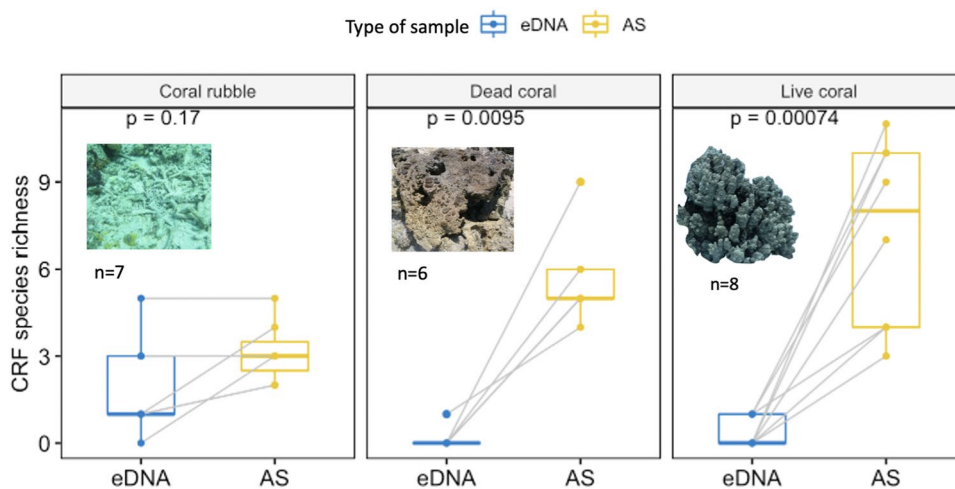 Type of sample eDNA AS
Coral rubble Dead coral Live coral
p = 0.17 p = 0.0095 p = 0.00074
CRF species richness
9
6
3
0
n=7 n=6 n=8
eDNA AS eDNA AS eDNA AS